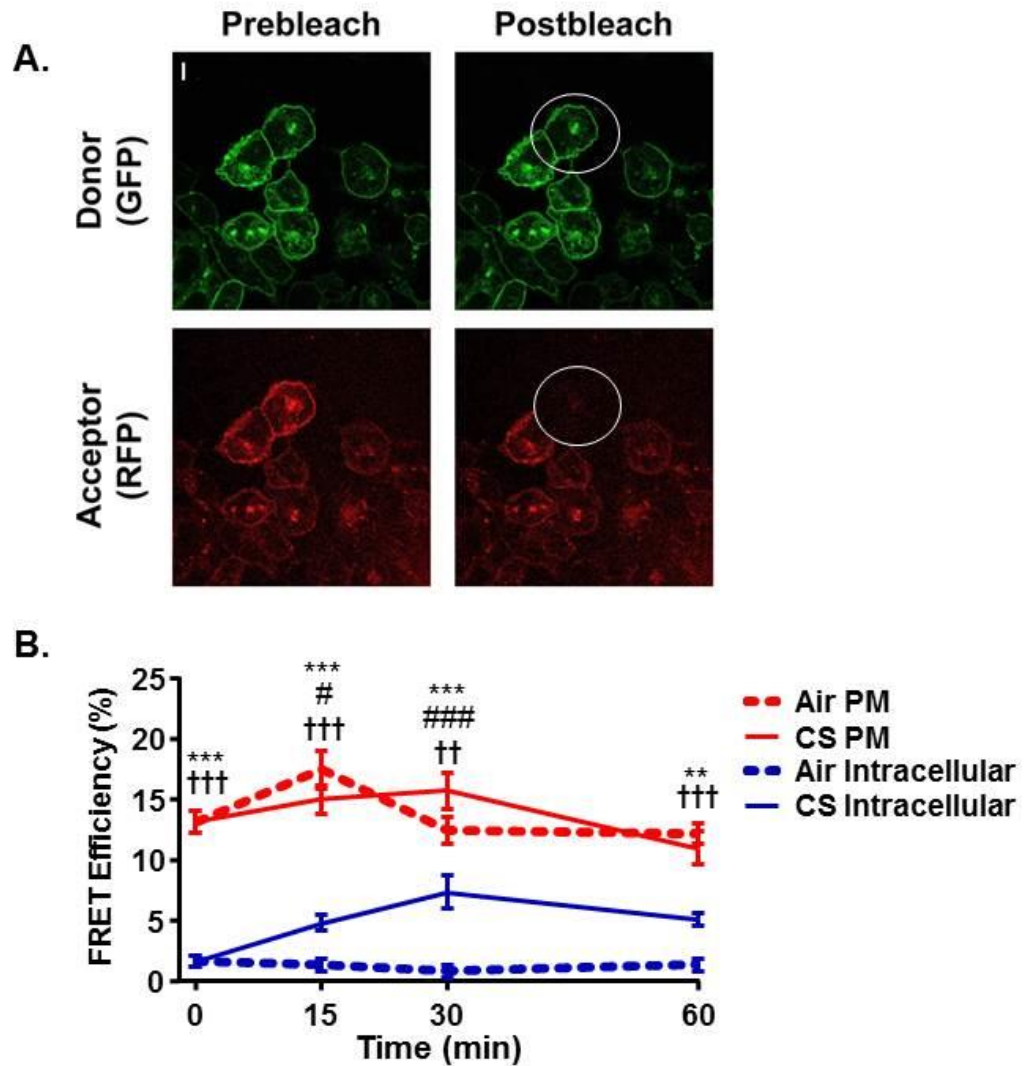 Prebleach Postbleach
A.
Donor
(GFP)
Acceptor
(RFP)
B.
FRET Efficiency (%)
25
20
15
10
5
0
***
†††
***
#
†††
***
###
††
**
†††
0 15 30 60
Time (min)
Air PM
CS PM
Air Intracellular
CS Intracellular